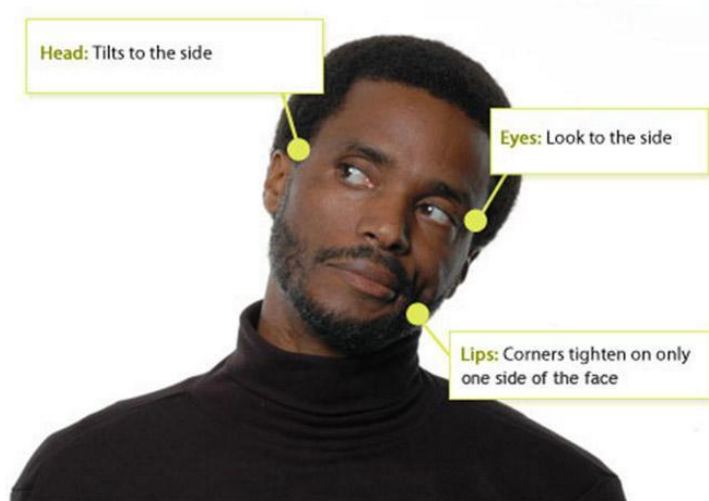 Head: Tilts to the side
Eyes: Look to the side
Lips: Corners tighten on only
one side of the face